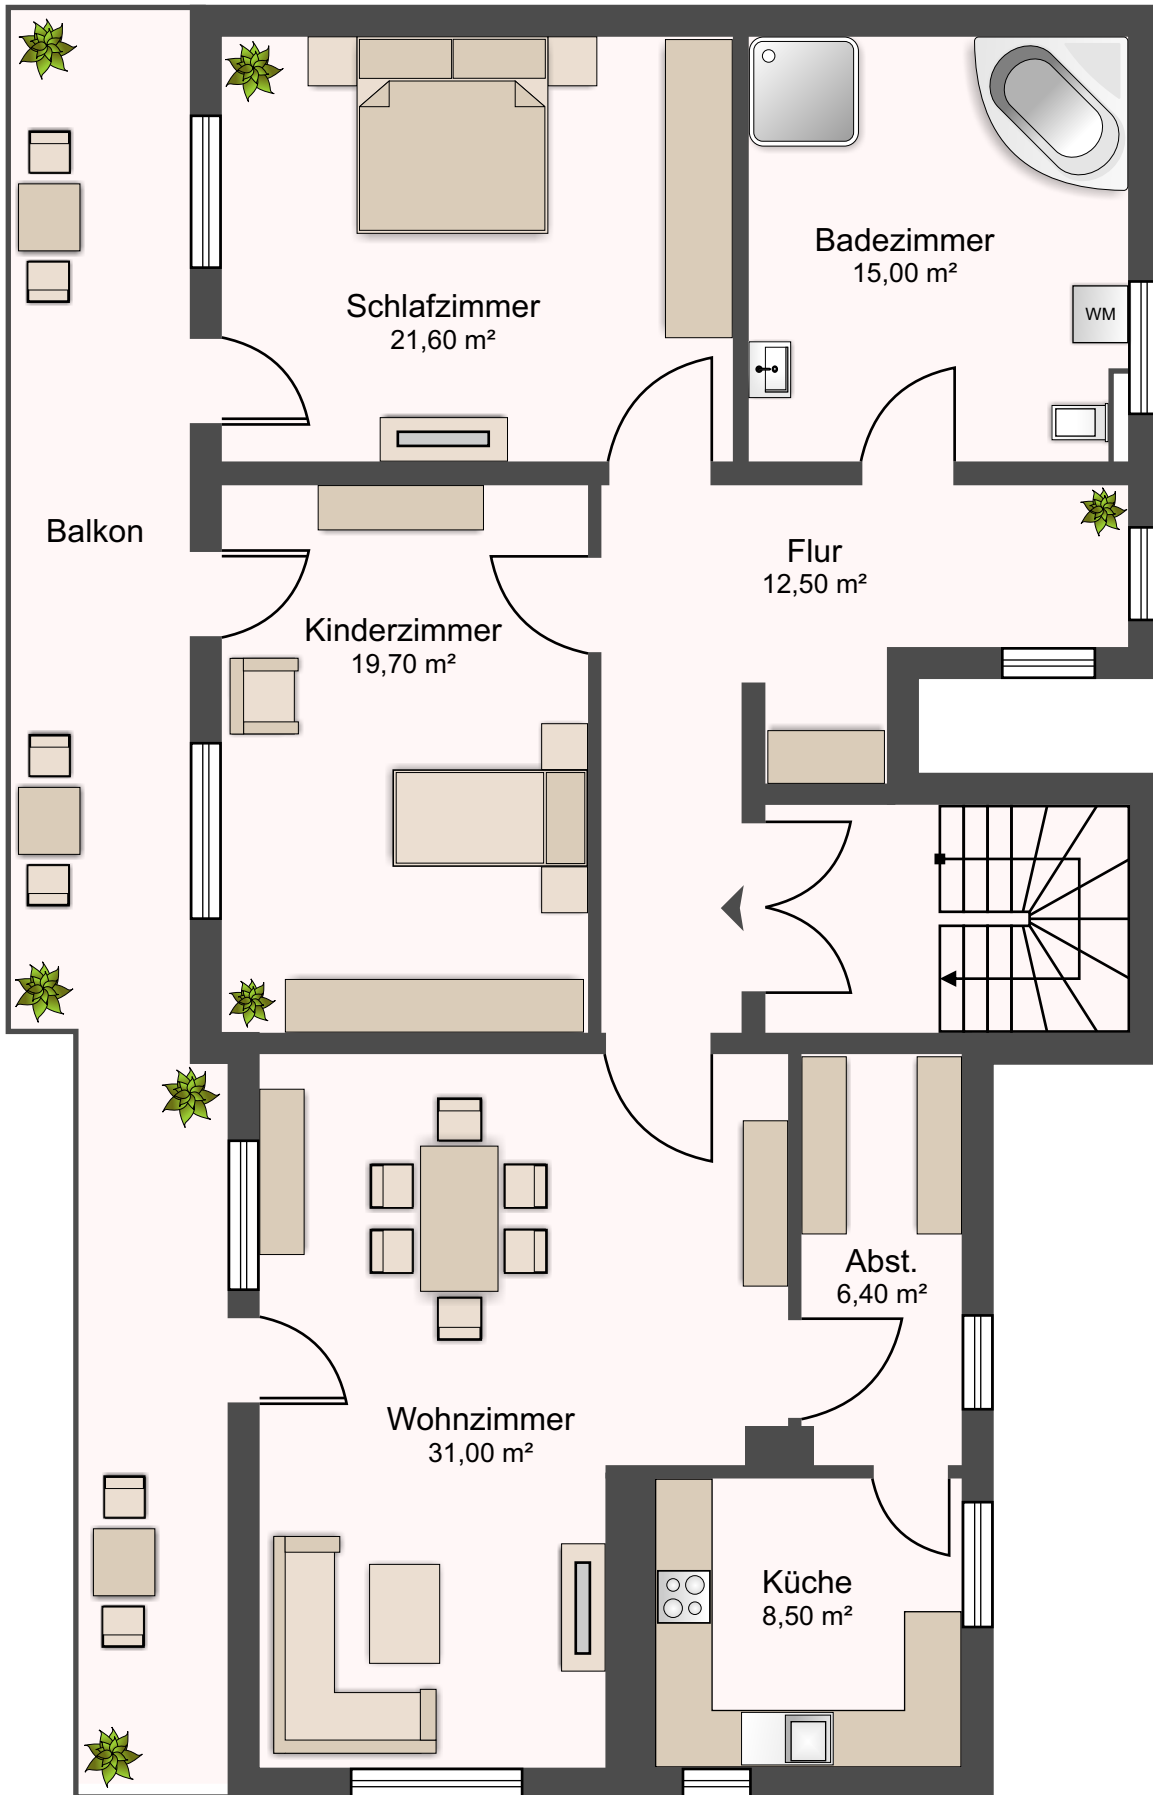 Badezimmer
15,00 m²
Schlafzimmer
21,60 m²
WM
Balkon
Flur
12,50 m²
Kinderzimmer
19,70 m²
Abst.
6,40 m²
Wohnzimmer
31,00 m²
Küche
8,50 m²